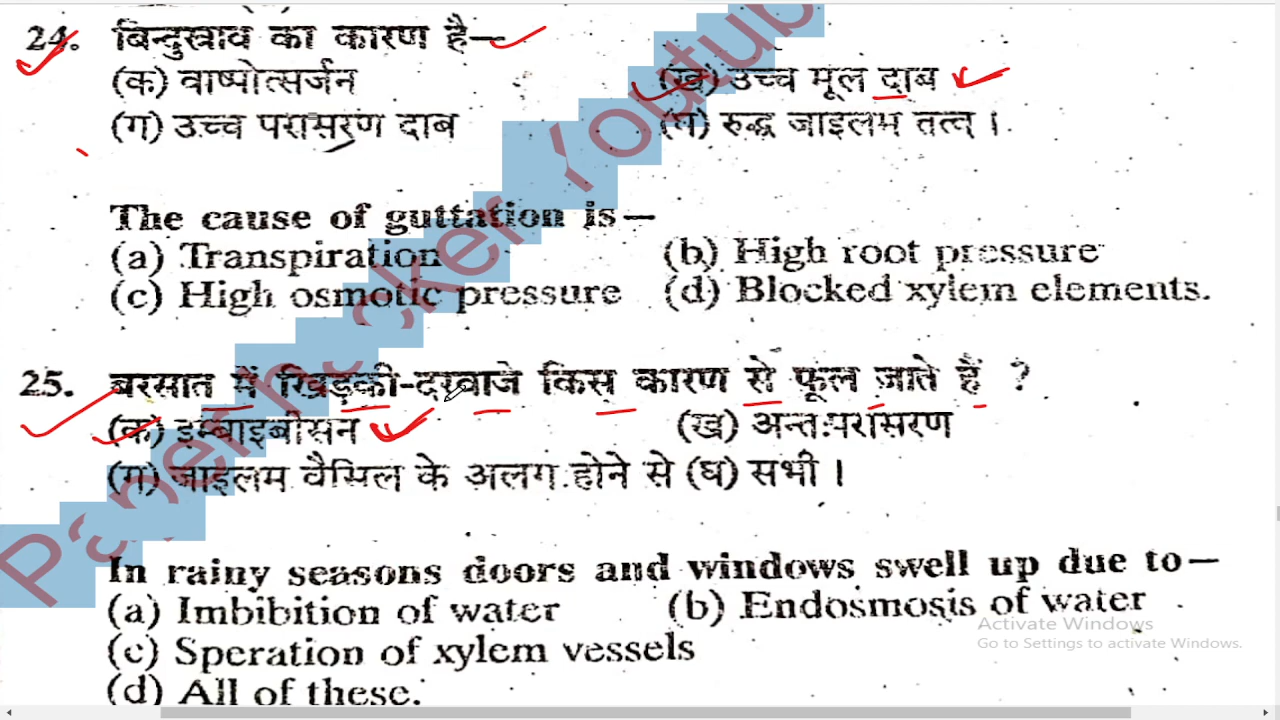 24. बिन्दुस्राव का कारण है—
(क) वाष्पोत्सर्जन (ख) उच्च मूल दाब
(ग) उच्च परासरण दाब (घ) रुद्ध जाइलम तत्व ।
The cause of guttation is—
(a) Transpiration (b) High root pressure
(c) High osmotic pressure (d) Blocked xylem elements.
25. बरसात में खिड़की-दरवाजे किस कारण से फूल जाते हैं ?
(क) इम्बाइबीसन (ख) अन्तःपरासरण
(ग) जाइलम वैसिल के अलग होने से (घ) सभी ।
In rainy seasons doors and windows swell up due to—
(a) Imbibition of water (b) Endosmosis of water
(c) Speration of xylem vessels
(d) All of these.
Activate Windows
Go to Settings to activate Windows.